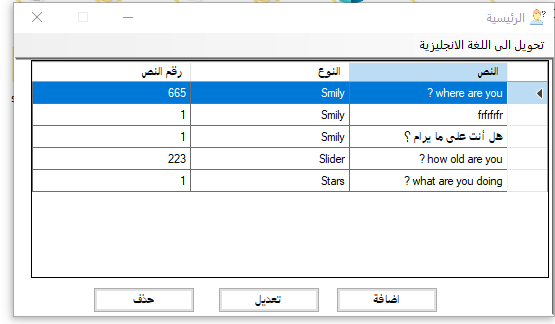 الرئيسية
تحويل الى اللغة الانجليزية
النص النوع رقم النص
? where are you Smily 665
frfrfrfr Smily 1
هل أنت على ما يرام ؟ Smily 1
? how old are you Slider 223
? what are you doing Stars 1
اضافة تعديل حذف